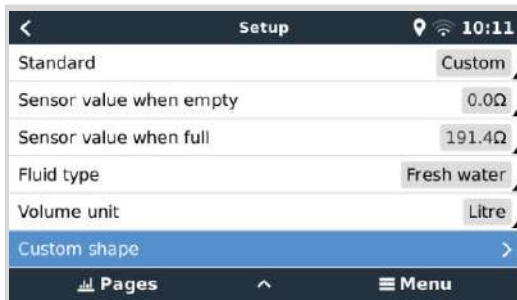 Setup 10:11
Standard Custom
Sensor value when empty 0.0Ω
Sensor value when full 191.4Ω
Fluid type Fresh water
Volume unit Litre
Custom shape
Pages Menu